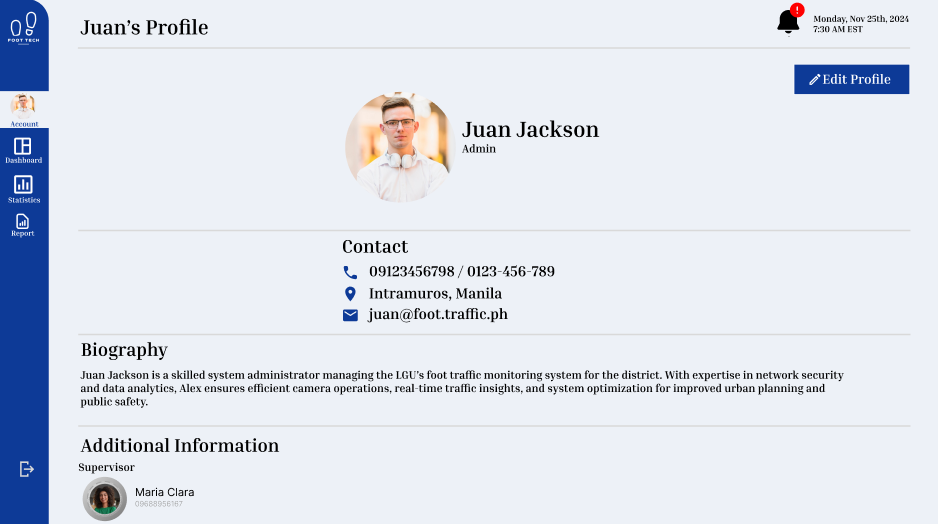 FOOT TECH
Juan's Profile
!
Monday, Nov 25th, 2024
7:30 AM EST
Edit Profile
Account
Dashboard
Statistics
Report
Juan Jackson
Admin
Contact
09123456798 / 0123-456-789
Intramuros, Manila
juan@foot.traffic.ph
Biography
Juan Jackson is a skilled system administrator managing the LGU's foot traffic monitoring system for the district. With expertise in network security
and data analytics, Alex ensures efficient camera operations, real-time traffic insights, and system optimization for improved urban planning and
public safety.
Additional Information
Supervisor
Maria Clara
09688956167